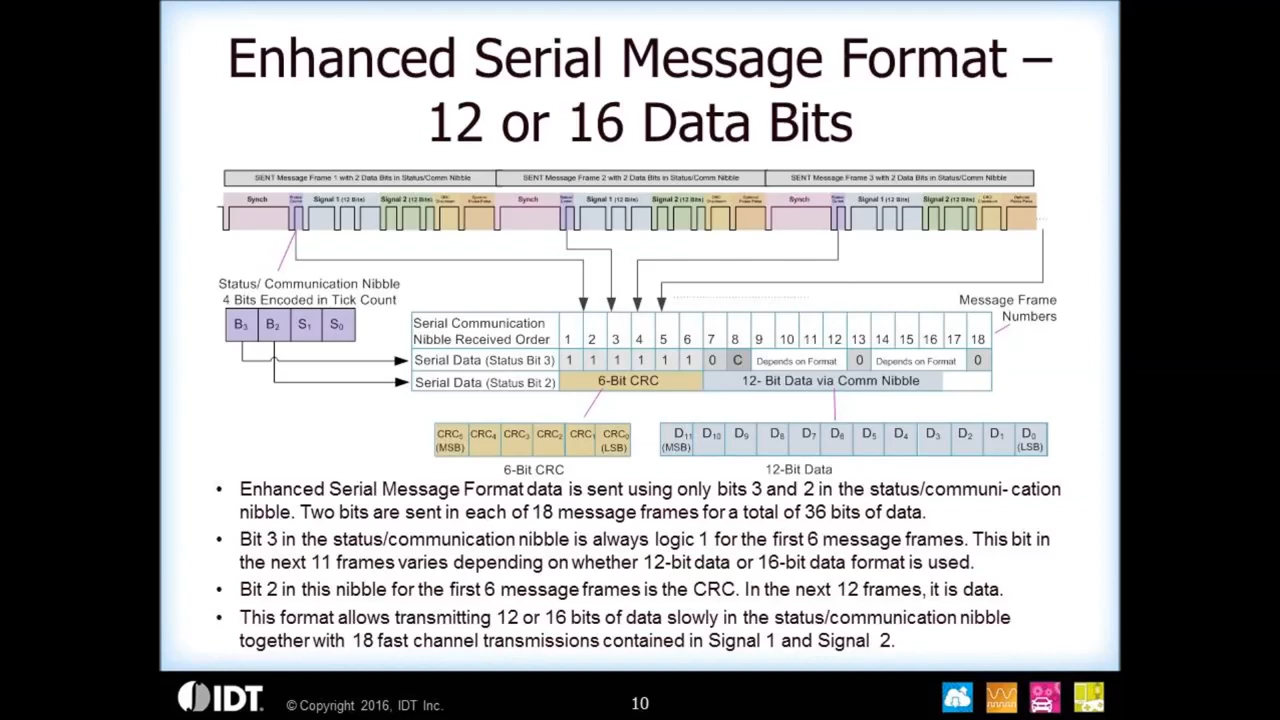 Enhanced Serial Message Format –
12 or 16 Data Bits
SENT Message Frame 1 with 2 Data Bits in Status/Comm Nibble
SENT Message Frame 2 with 2 Data Bits in Status/Comm Nibble
SENT Message Frame 3 with 2 Data Bits in Status/Comm Nibble
Synch Signal 1 (12 Bits) Signal 2 (12 Bits)
Synch Signal 1 (12 Bits) Signal 2 (12 Bits)
Synch Signal 1 (12 Bits) Signal 2 (12 Bits)
Status/ Communication Nibble
4 Bits Encoded in Tick Count
B3 B2 S1 S0
Message Frame
Numbers
Serial Communication
Nibble Received Order 1 2 3 4 5 6 7 8 9 10 11 12 13 14 15 16 17 18
Serial Data (Status Bit 3) 1 1 1 1 1 1 0 C Depends on Format 0 Depends on Format 0
Serial Data (Status Bit 2) 6-Bit CRC 12- Bit Data via Comm Nibble
CRC5 CRC4 CRC3 CRC2 CRC1 CRC0
(MSB) (LSB)
6-Bit CRC
D11 D10 D9 D8 D7 D6 D5 D4 D3 D2 D1 D0
(MSB) (LSB)
12-Bit Data
• Enhanced Serial Message Format data is sent using only bits 3 and 2 in the status/communi- cation
nibble. Two bits are sent in each of 18 message frames for a total of 36 bits of data.
• Bit 3 in the status/communication nibble is always logic 1 for the first 6 message frames. This bit in
the next 11 frames varies depending on whether 12-bit data or 16-bit data format is used.
• Bit 2 in this nibble for the first 6 message frames is the CRC. In the next 12 frames, it is data.
• This format allows transmitting 12 or 16 bits of data slowly in the status/communication nibble
together with 18 fast channel transmissions contained in Signal 1 and Signal 2.
IDT. © Copyright 2016, IDT Inc. 10